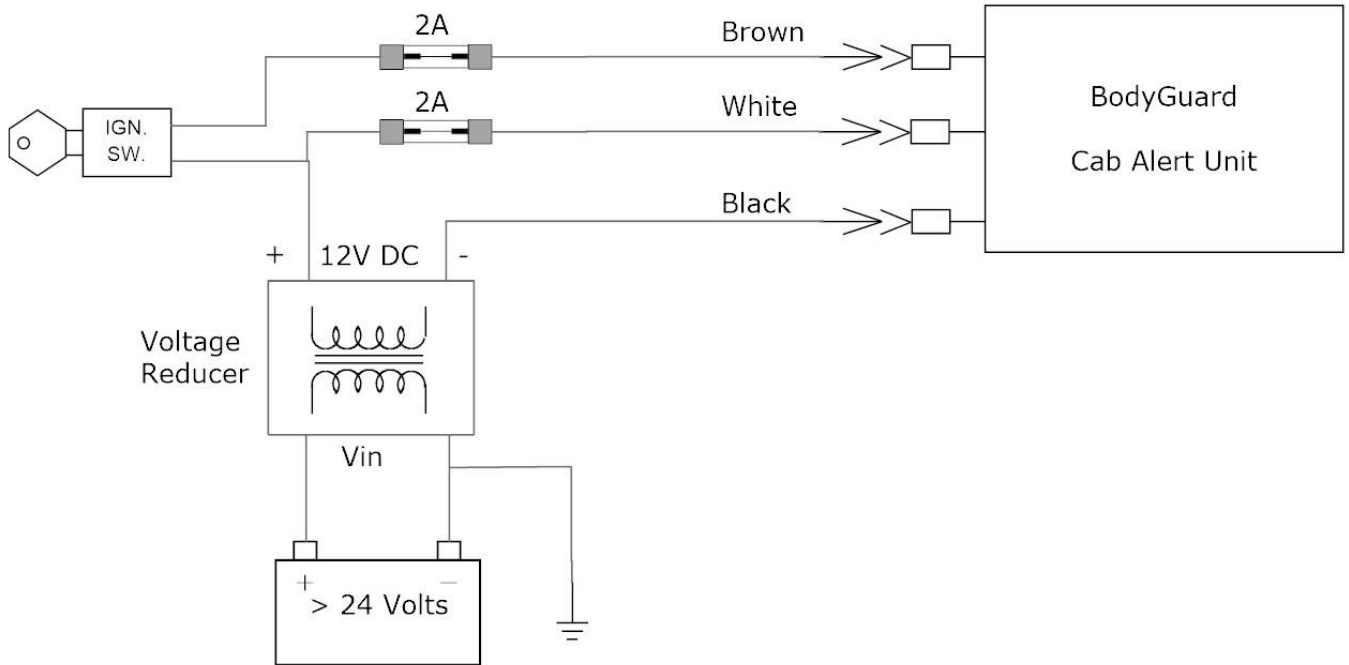 2A
Brown
2A
White
IGN.
SW.
BodyGuard
Cab Alert Unit
Black
+ 12V DC -
Voltage
Reducer
Vin
+ −
> 24 Volts